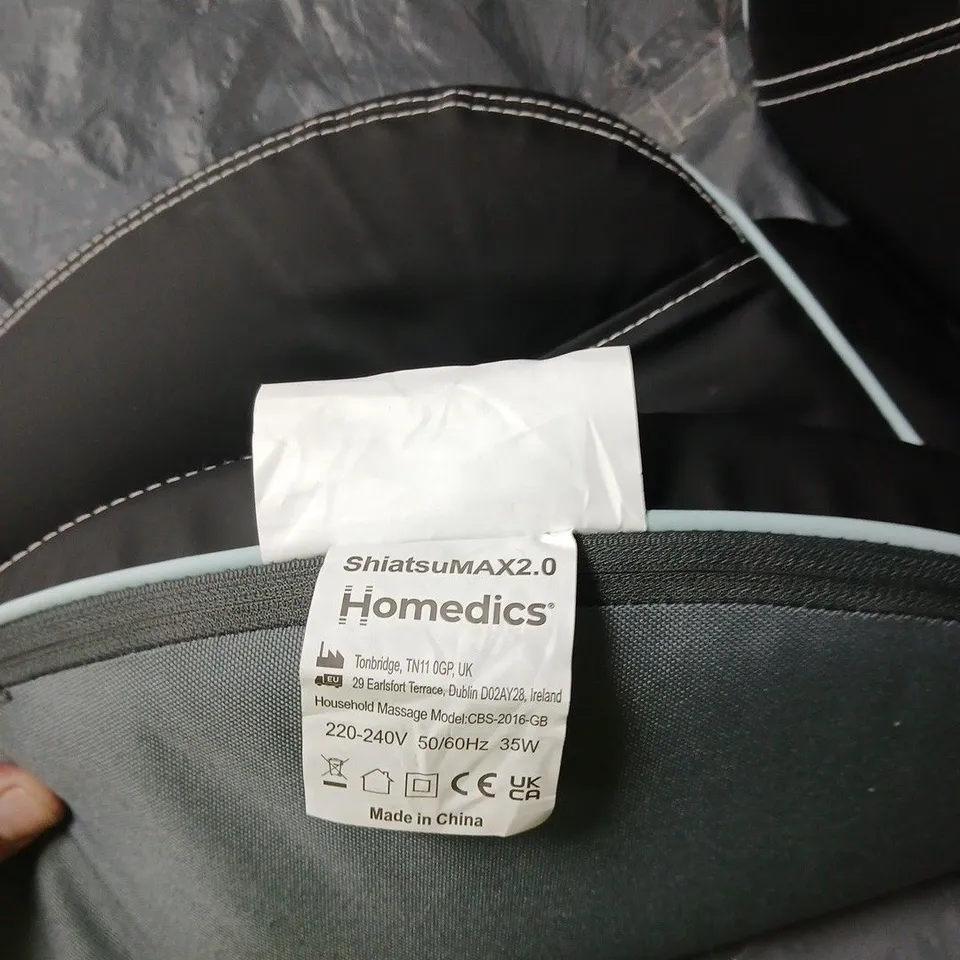 ShiatsuMAX2.0
Homedics®
Tonbridge, TN11 0GP, UK
EU
29 Earlsfort Terrace, Dublin D02AY28, Ireland
Household Massage Model:CBS-2016-GB
220-240V 50/60Hz 35W
CE UK
CA
Made in China